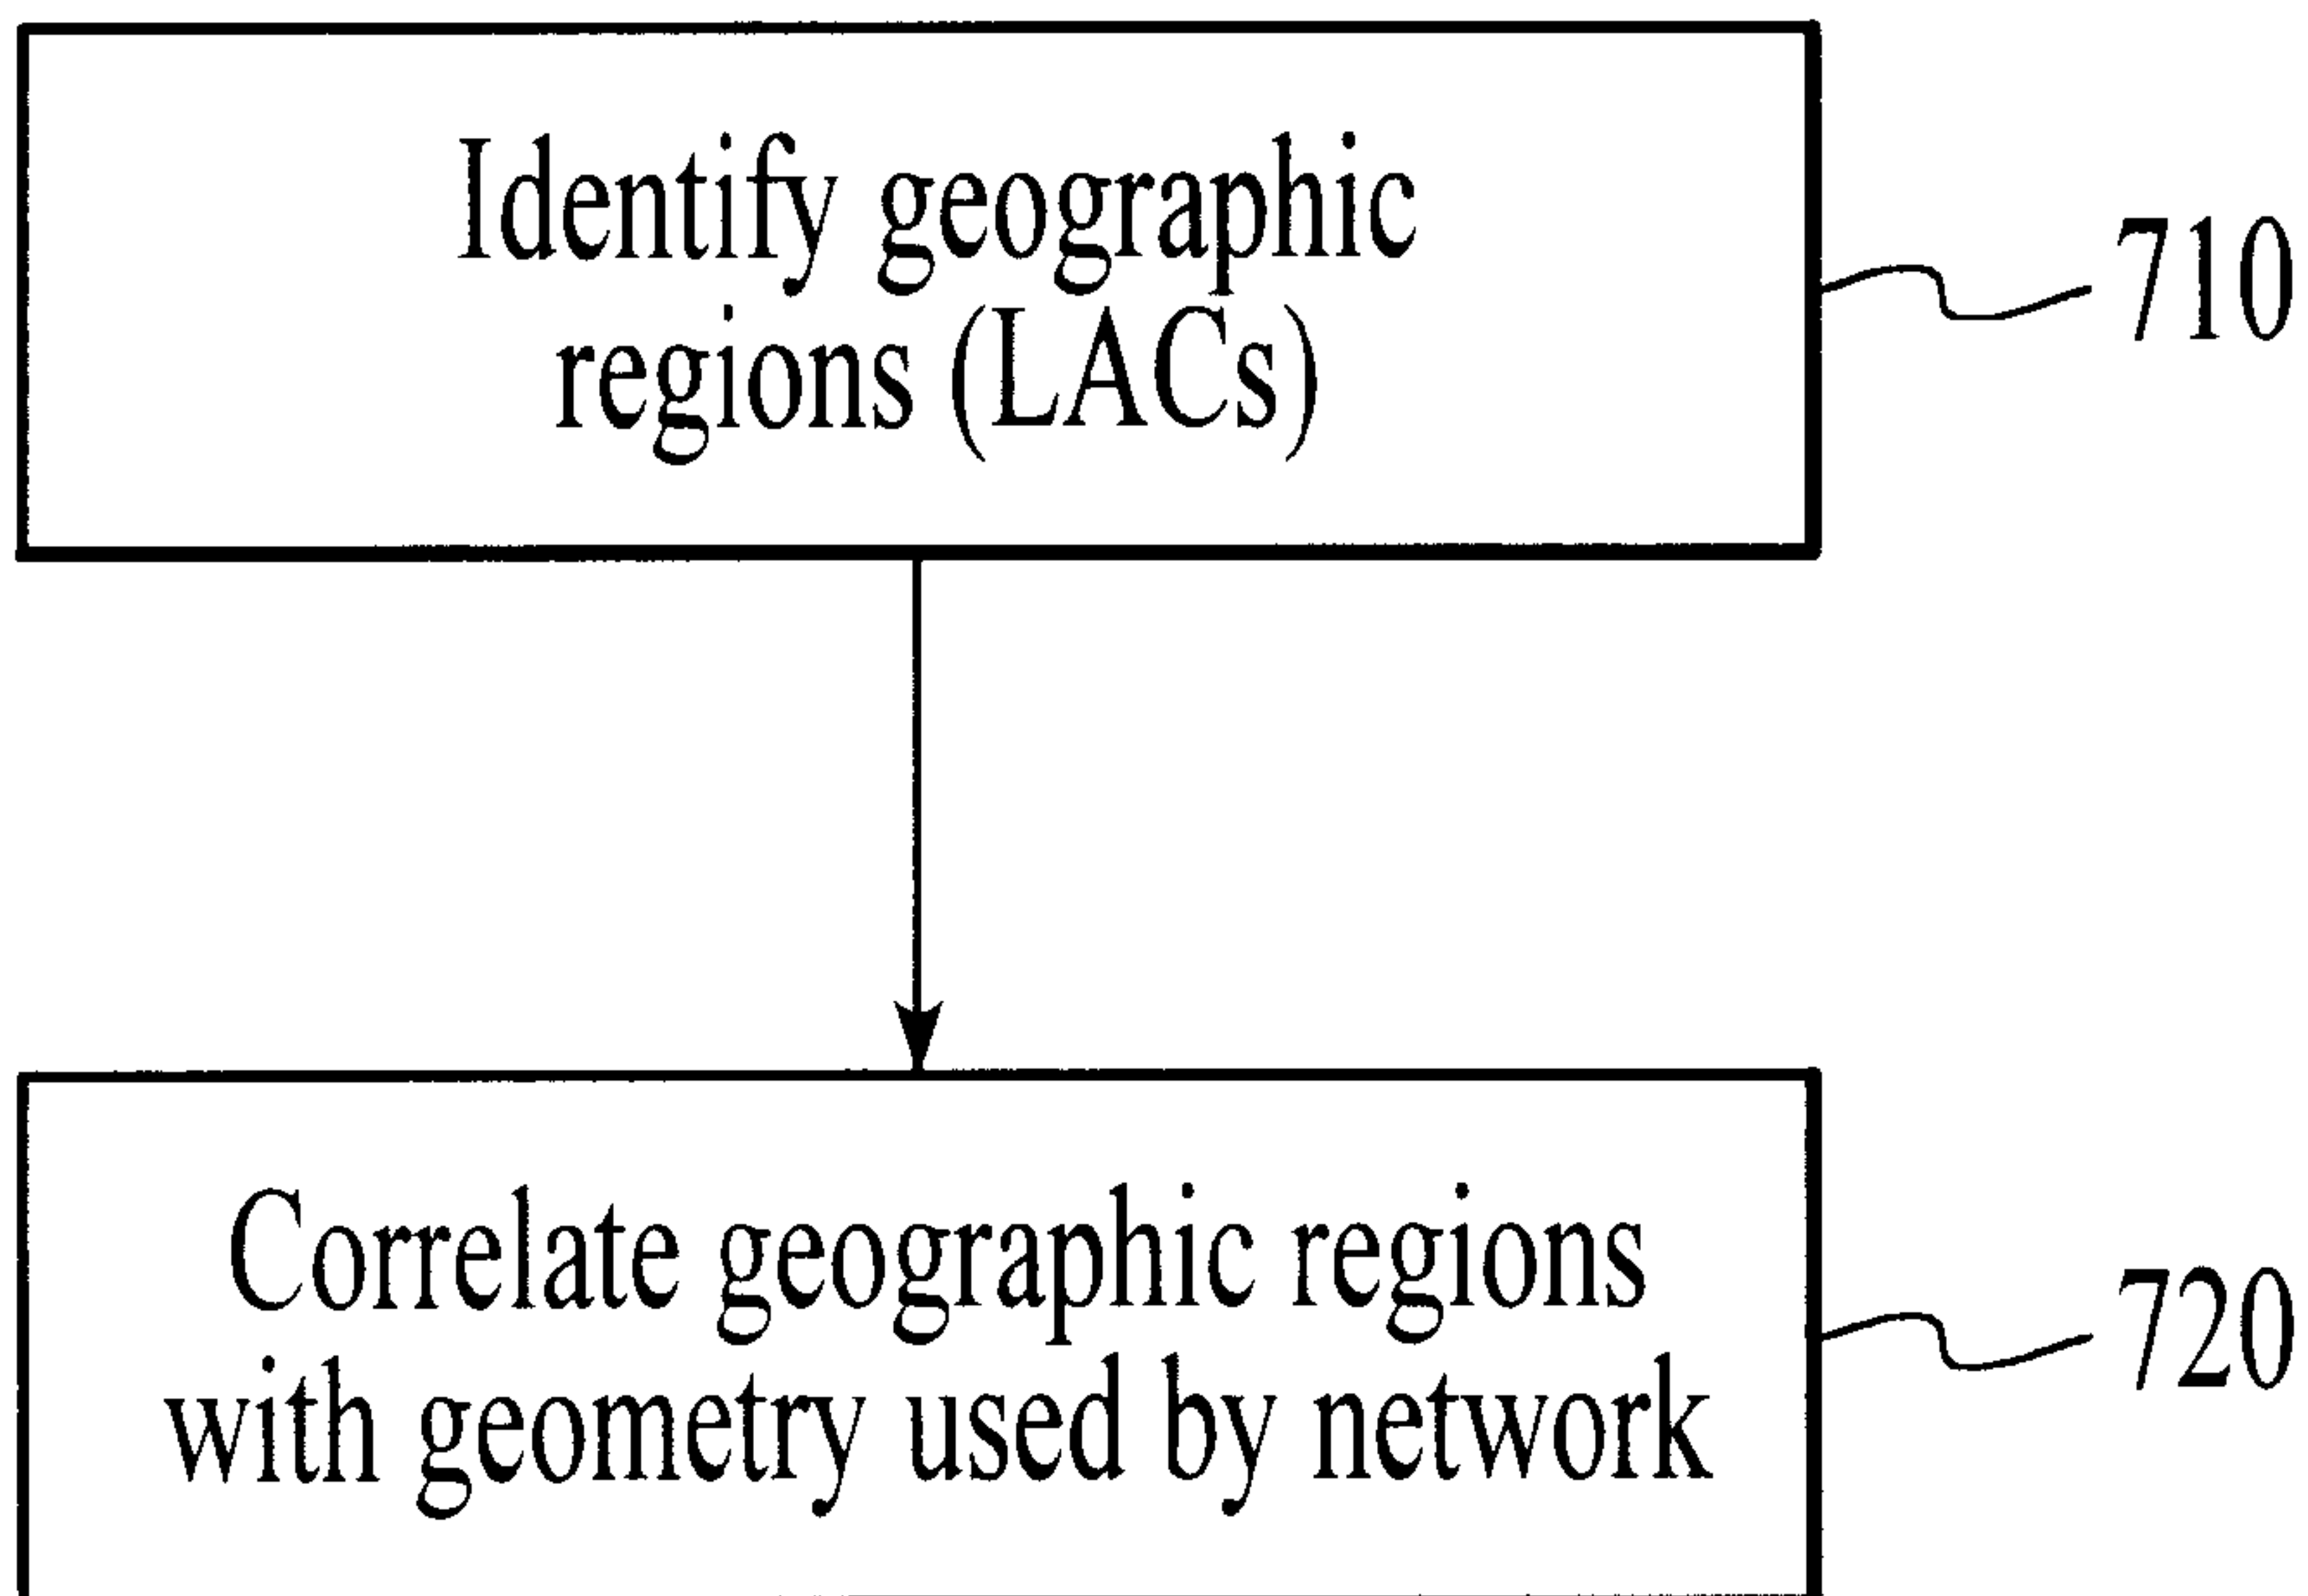 Identify geographic
regions (LACs)
710
Correlate geographic regions
with geometry used by network
720